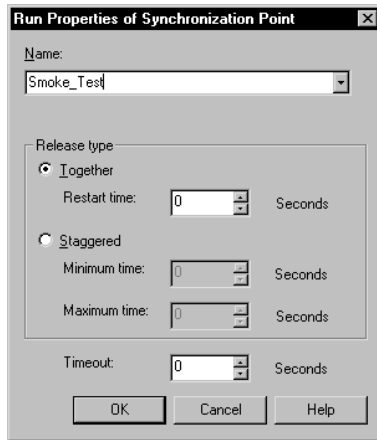 Run Properties of Synchronization Point
Name:
Smoke_Test
Release type
Together
Restart time: 0 Seconds
Staggered
Minimum time: 0 Seconds
Maximum time: 0 Seconds
Timeout: 0 Seconds
OK Cancel Help